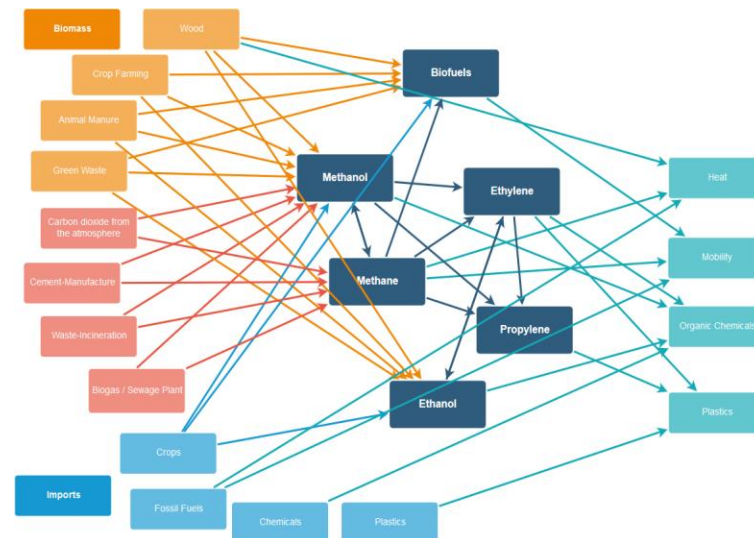 Biomass
Wood
Biofuels
Crop Farming
Animal Manure
Green Waste
Methanol
Ethylene
Heat
Carbon dioxide from
the atmosphere
Mobility
Cement-Manufacture
Methane
Waste-Incineration
Propylene
Organic Chemicals
Biogas / Sewage Plant
Ethanol
Plastics
Crops
Imports
Fossil Fuels
Chemicals
Plastics